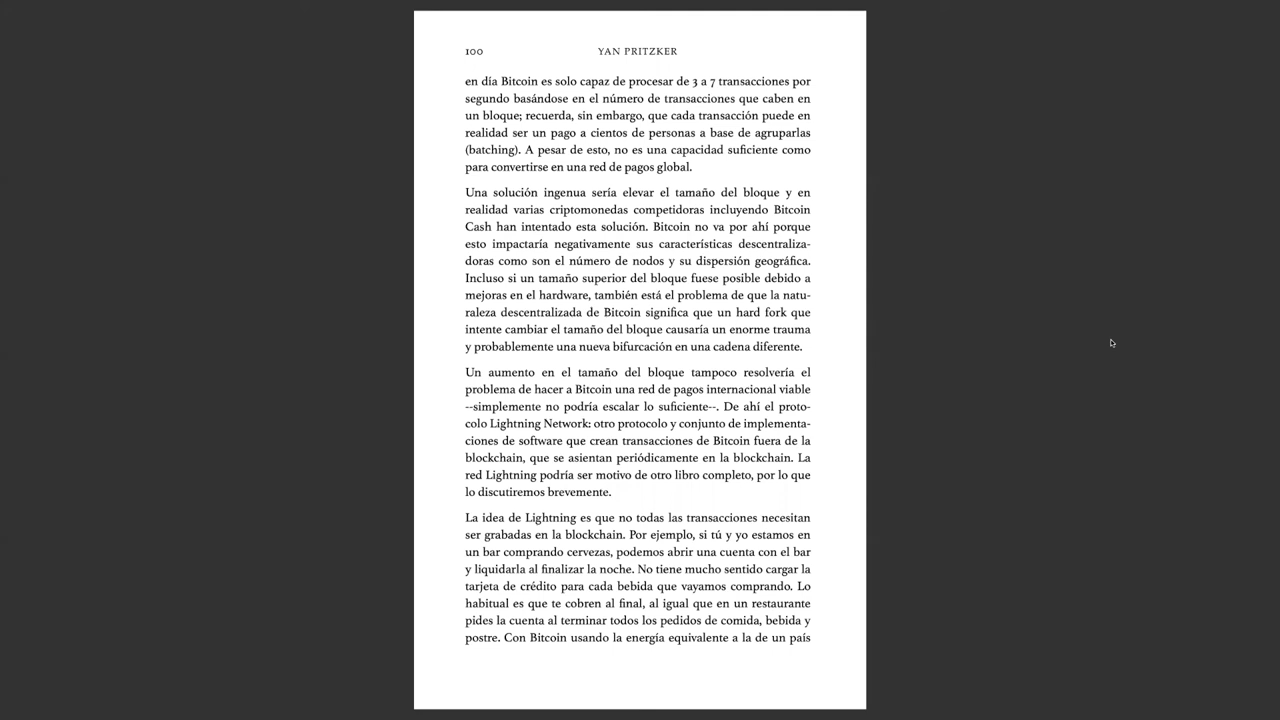 100 YAN PRITZKER
en día Bitcoin es solo capaz de procesar de 3 a 7 transacciones por
segundo basándose en el número de transacciones que caben en
un bloque; recuerda, sin embargo, que cada transacción puede en
realidad ser un pago a cientos de personas a base de agruparlas
(batching). A pesar de esto, no es una capacidad suficiente como
para convertirse en una red de pagos global.
Una solución ingenua sería elevar el tamaño del bloque y en
realidad varias criptomonedas competidoras incluyendo Bitcoin
Cash han intentado esta solución. Bitcoin no va por ahí porque
esto impactaría negativamente sus características descentraliza-
doras como son el número de nodos y su dispersión geográfica.
Incluso si un tamaño superior del bloque fuese posible debido a
mejoras en el hardware, también está el problema de que la natu-
raleza descentralizada de Bitcoin significa que un hard fork que
intente cambiar el tamaño del bloque causaría un enorme trauma
y probablemente una nueva bifurcación en una cadena diferente.
Un aumento en el tamaño del bloque tampoco resolvería el
problema de hacer a Bitcoin una red de pagos internacional viable
--simplemente no podría escalar lo suficiente--. De ahí el proto-
colo Lightning Network: otro protocolo y conjunto de implementa-
ciones de software que crean transacciones de Bitcoin fuera de la
blockchain, que se asientan periódicamente en la blockchain. La
red Lightning podría ser motivo de otro libro completo, por lo que
lo discutiremos brevemente.
La idea de Lightning es que no todas las transacciones necesitan
ser grabadas en la blockchain. Por ejemplo, si tú y yo estamos en
un bar comprando cervezas, podemos abrir una cuenta con el bar
y liquidarla al finalizar la noche. No tiene mucho sentido cargar la
tarjeta de crédito para cada bebida que vayamos comprando. Lo
habitual es que te cobren al final, al igual que en un restaurante
pides la cuenta al terminar todos los pedidos de comida, bebida y
postre. Con Bitcoin usando la energía equivalente a la de un país